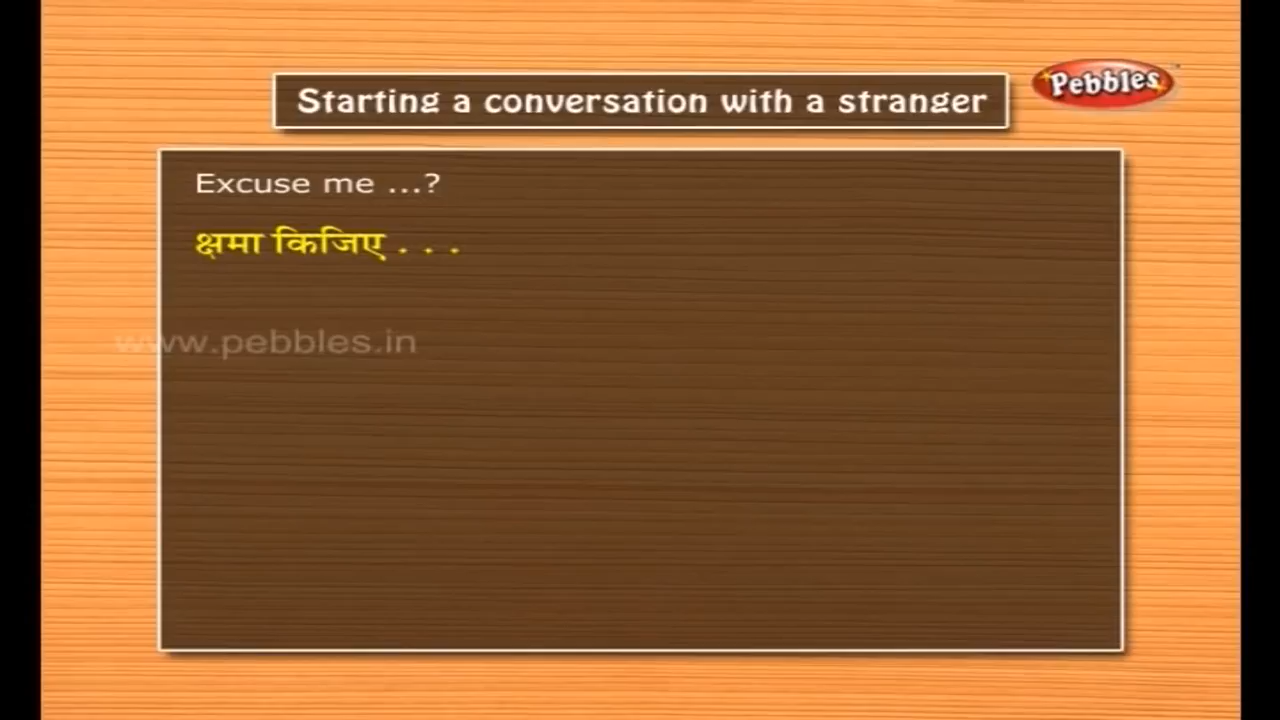 Starting a conversation with a stranger
Pebbles
Excuse me ...?
क्षमा किजिए . . .
www.pebbles.in